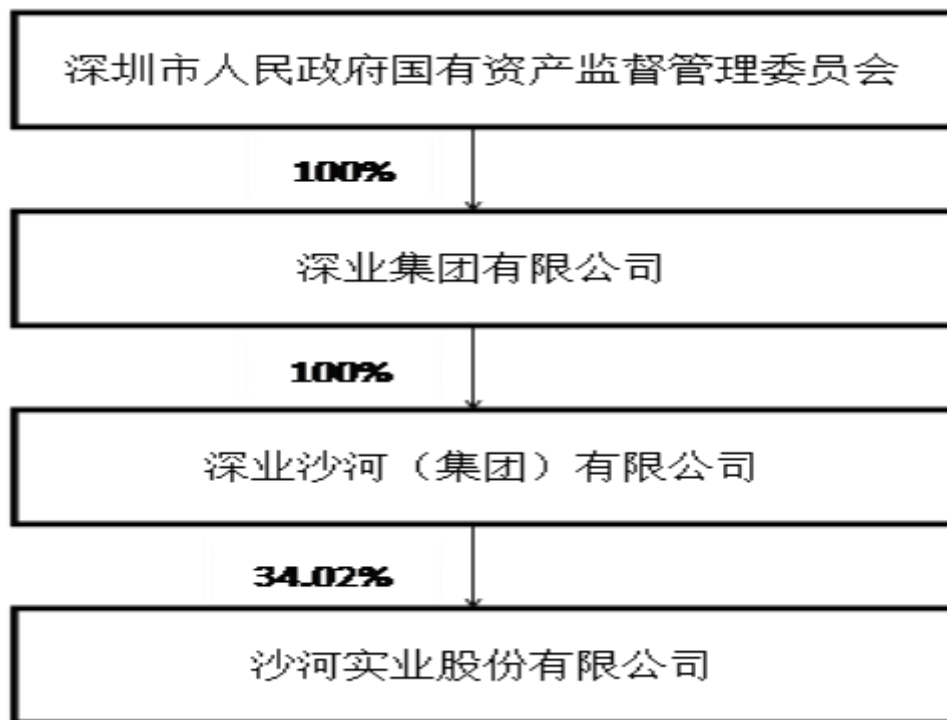 深圳市人民政府国有资产监督管理委员会
100%
深业集团有限公司
100%
深业沙河（集团）有限公司
34.02%
沙河实业股份有限公司